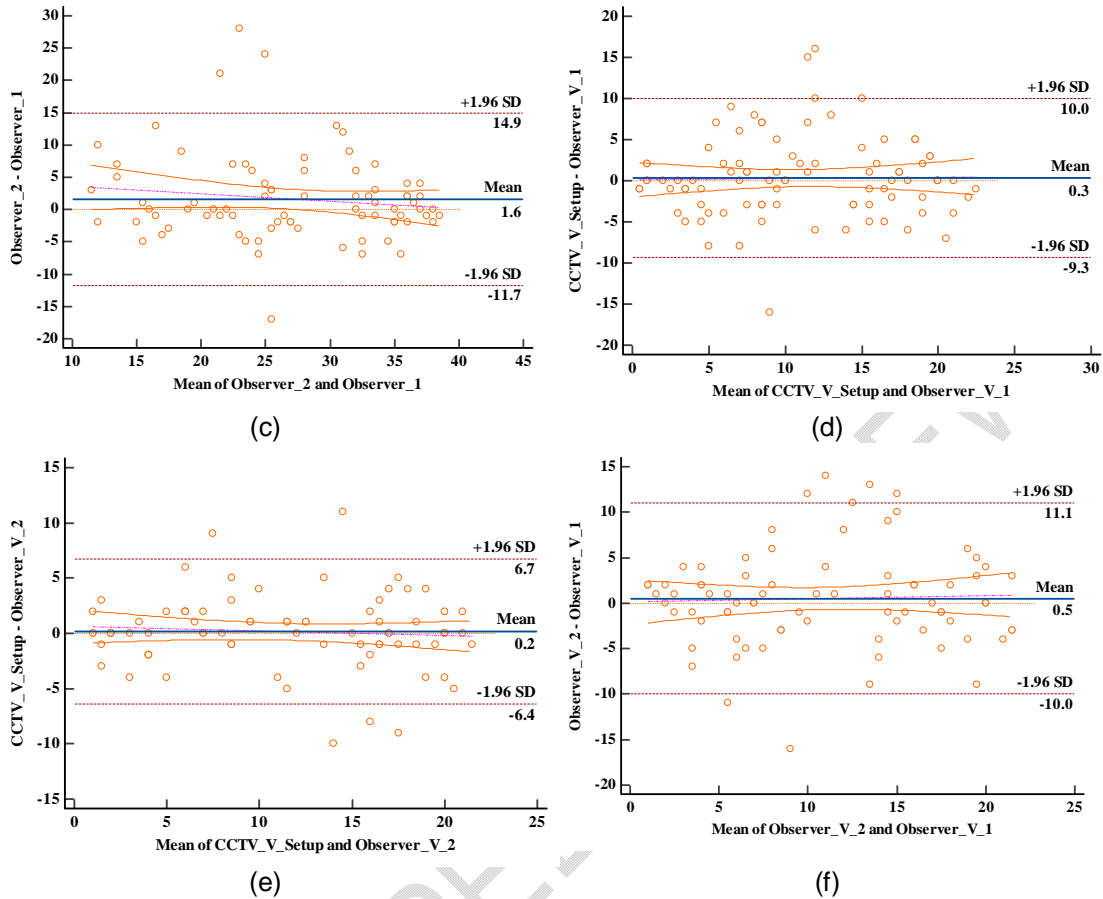 30
25
20
15
10
5
0
-5
-10
-15
-20
Observer_2 - Observer_1
+1.96 SD
14.9
Mean
1.6
-1.96 SD
-11.7
10 15 20 25 30 35 40 45
Mean of Observer_2 and Observer_1
(c)
20
15
10
5
0
-5
-10
-15
-20
CCTV_V_Setup - Observer_V_1
+1.96 SD
10.0
Mean
0.3
-1.96 SD
-9.3
0 5 10 15 20 25 30
Mean of CCTV_V_Setup and Observer_V_1
(d)
15
10
5
0
-5
-10
-15
CCTV_V_Setup - Observer_V_2
+1.96 SD
6.7
Mean
0.2
-1.96 SD
-6.4
0 5 10 15 20 25
Mean of CCTV_V_Setup and Observer_V_2
(e)
15
10
5
0
-5
-10
-15
-20
Observer_V_2 - Observer_V_1
+1.96 SD
11.1
Mean
0.5
-1.96 SD
-10.0
0 5 10 15 20 25
Mean of Observer_V_2 and Observer_V_1
(f)